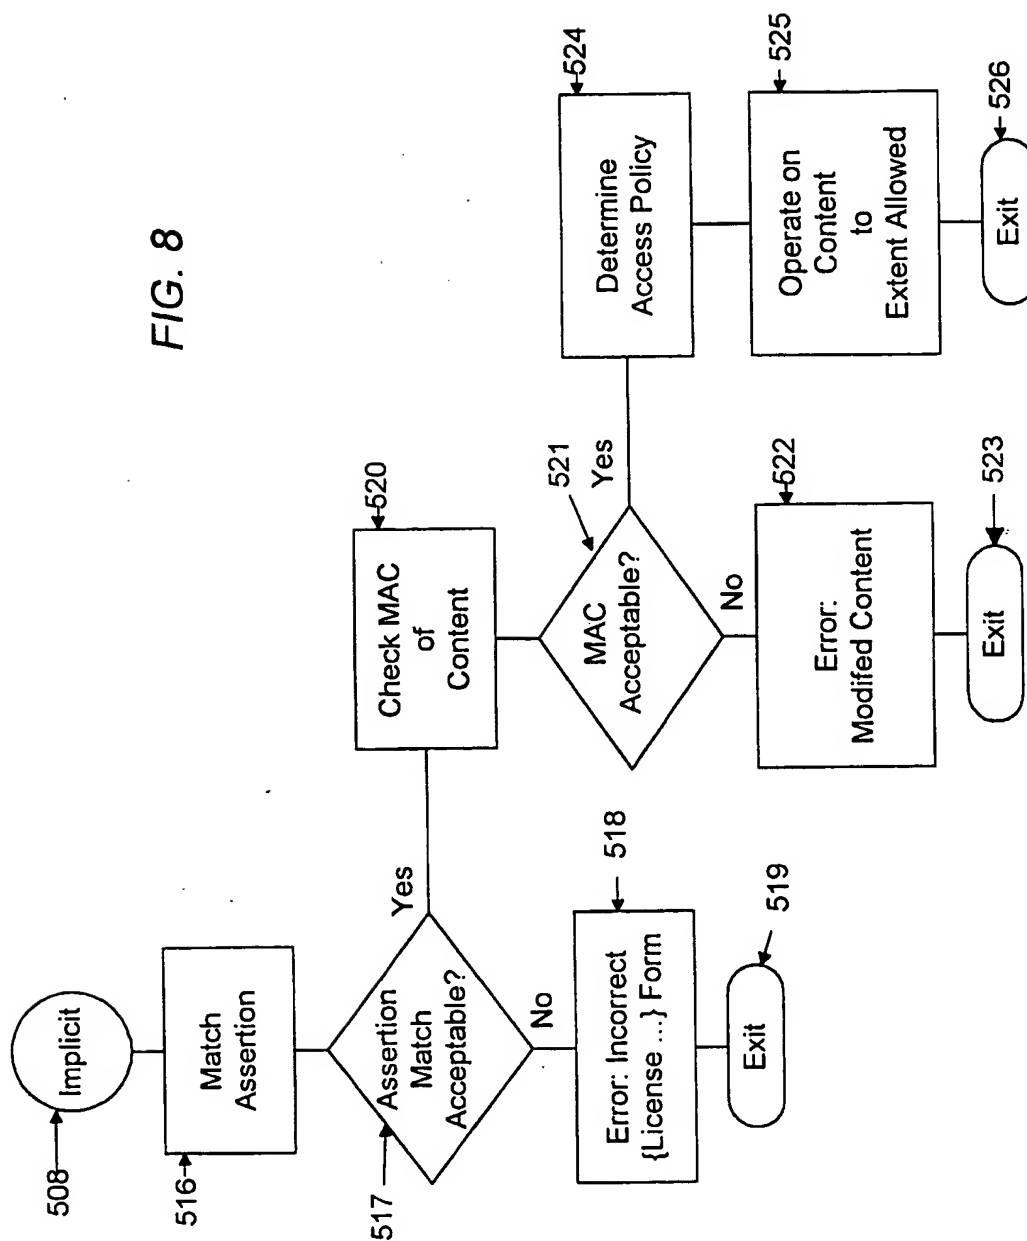 FIG. 8
508
Implicit
516
Match
Assertion
517
Assertion
Match
Acceptable?
Yes
No
518
Error: Incorrect
{License ...} Form
519
Exit
520
Check MAC
of
Content
521
MAC
Acceptable?
Yes
No
522
Error:
Modifed Content
523
Exit
524
Determine
Access Policy
525
Operate on
Content
to
Extent Allowed
526
Exit